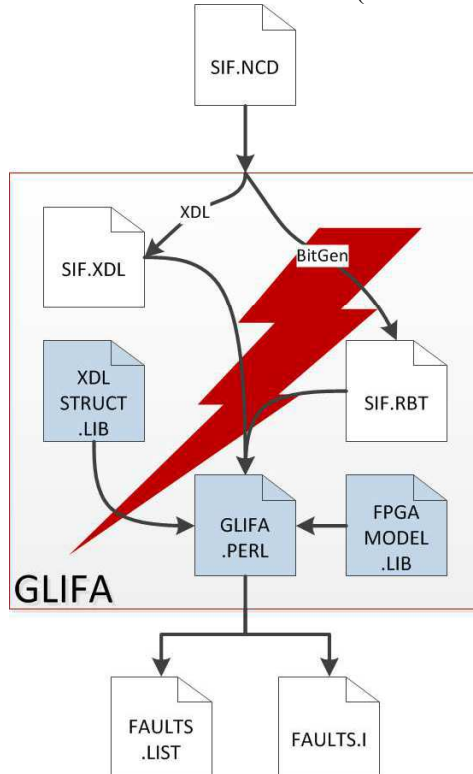 SIF.NCD
XDL
BitGen
SIF.XDL
XDL
STRUCT
.LIB
SIF.RBT
GLIFA
.PERL
FPGA
MODEL
.LIB
GLIFA
FAULTS
.LIST
FAULTS.I